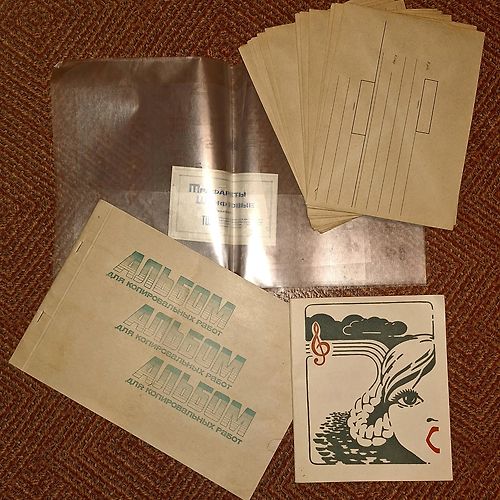 Трафареты
шрифтовые
АЛЬБОМ
ДЛЯ КОПИРОВАЛЬНЫХ РАБОТ
АЛЬБОМ
ДЛЯ КОПИРОВАЛЬНЫХ РАБОТ
АЛЬБОМ
ДЛЯ КОПИРОВАЛЬНЫХ РАБОТ